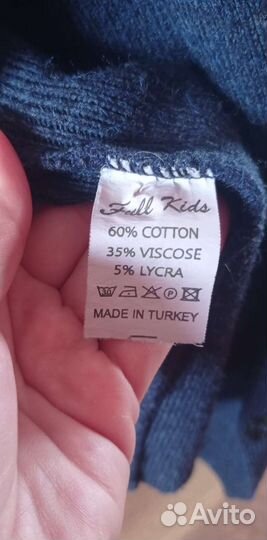 Full Kids
60% COTTON
35% VISCOSE
5% LYCRA
MADE IN TURKEY
Avito